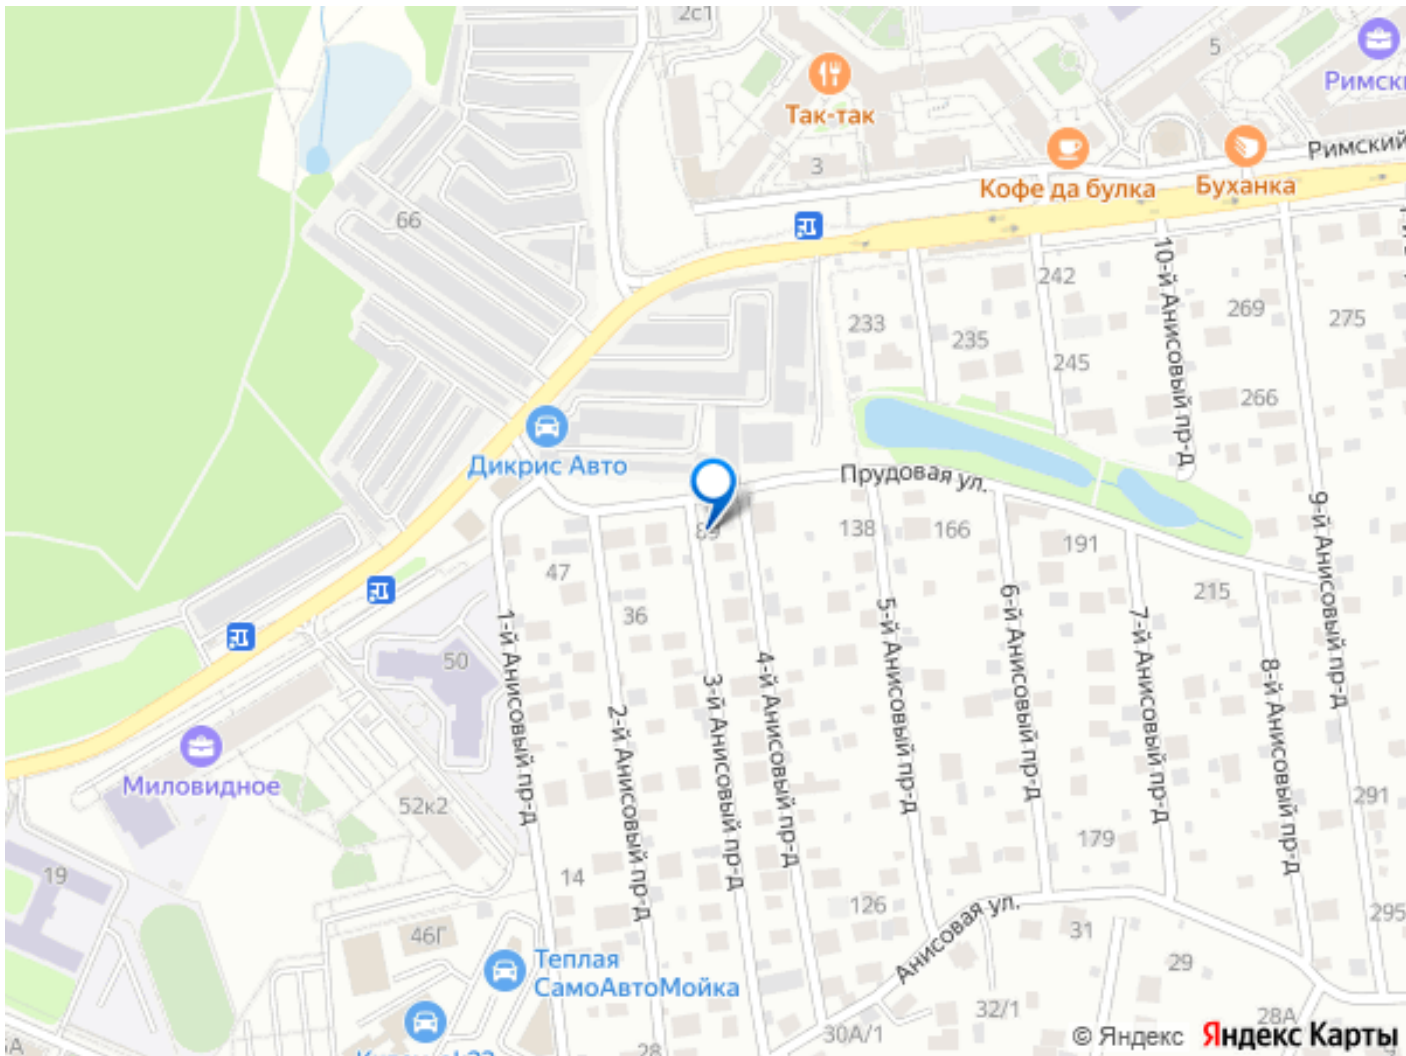 2с1
5
Римски
Так-так
Римский
3
Кофе да булка
Буханка
66
242
269
275
233
235
245
266
10-й Анисовый пр-д
Дикрис Авто
Прудовая ул.
89
138
166
191
215
47
36
50
1-й Анисовый пр-д
2-й Анисовый пр-д
3-й Анисовый пр-д
4-й Анисовый пр-д
5-й Анисовый пр-д
6-й Анисовый пр-д
7-й Анисовый пр-д
8-й Анисовый пр-д
9-й Анисовый пр-д
Миловидное
52к2
291
179
19
14
126
Анисовая ул.
31
295
46Г
29
Теплая
СамоАвтоМойка
32/1
28А
30А/1
28
© Яндекс Яндекс Карты